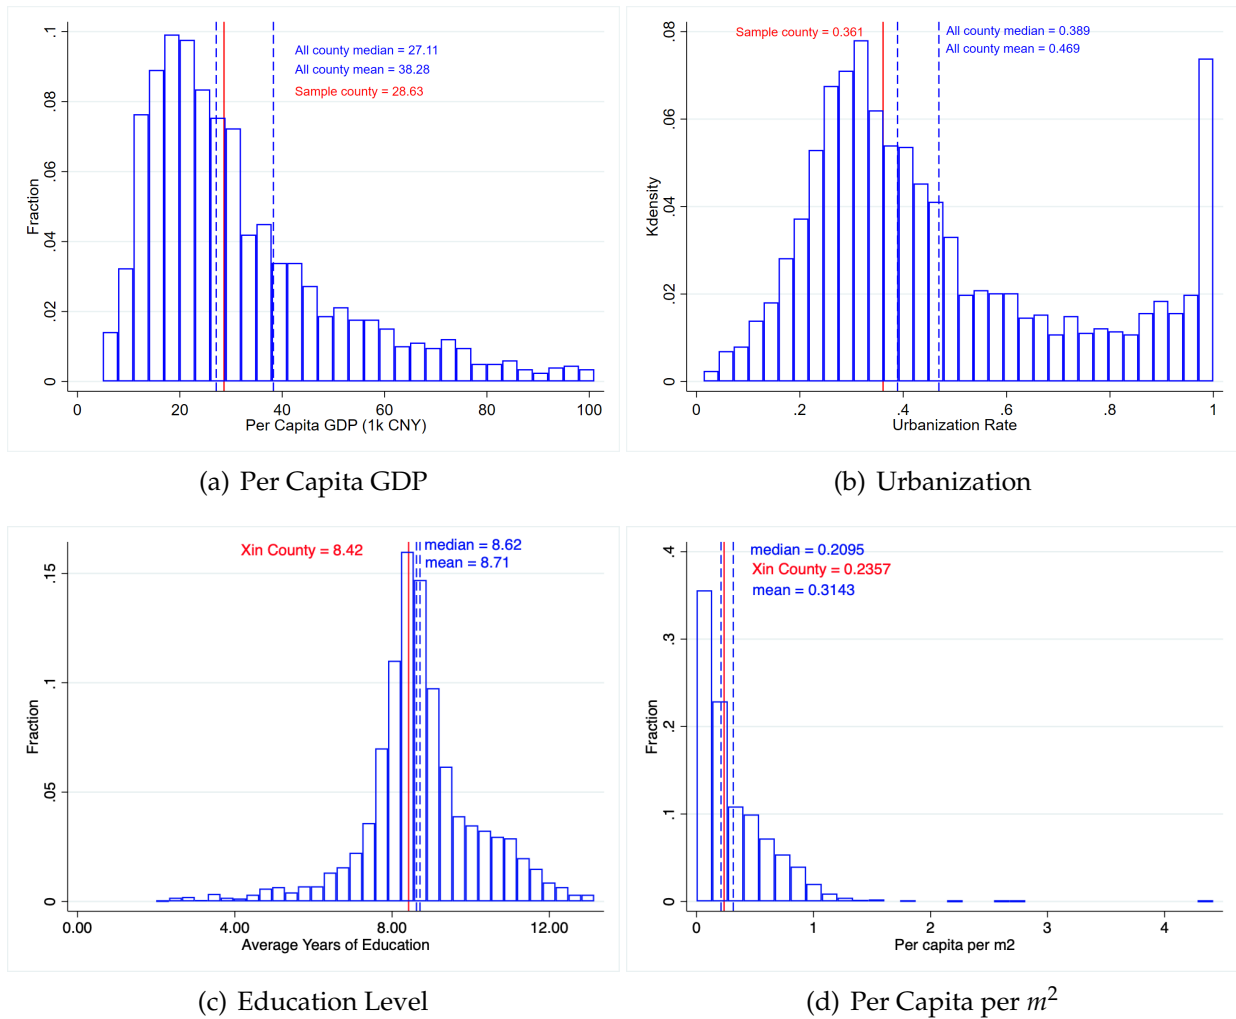 All county median = 27.11
All county mean = 38.28
Sample county = 28.63
Fraction
0
.02
.04
.06
.08
.1
0 20 40 60 80 100
Per Capita GDP (1k CNY)
(a) Per Capita GDP
Sample county = 0.361
All county median = 0.389
All county mean = 0.469
Kdensity
0
.02
.04
.06
.08
0 .2 .4 .6 .8 1
Urbanization Rate
(b) Urbanization
Xin County = 8.42
median = 8.62
mean = 8.71
Fraction
0
.05
.1
.15
0.00 4.00 8.00 12.00
Average Years of Education
(c) Education Level
median = 0.2095
Xin County = 0.2357
mean = 0.3143
Fraction
0
.1
.2
.3
.4
0 1 2 3 4
Per capita per m2
(d) Per Capita per m²